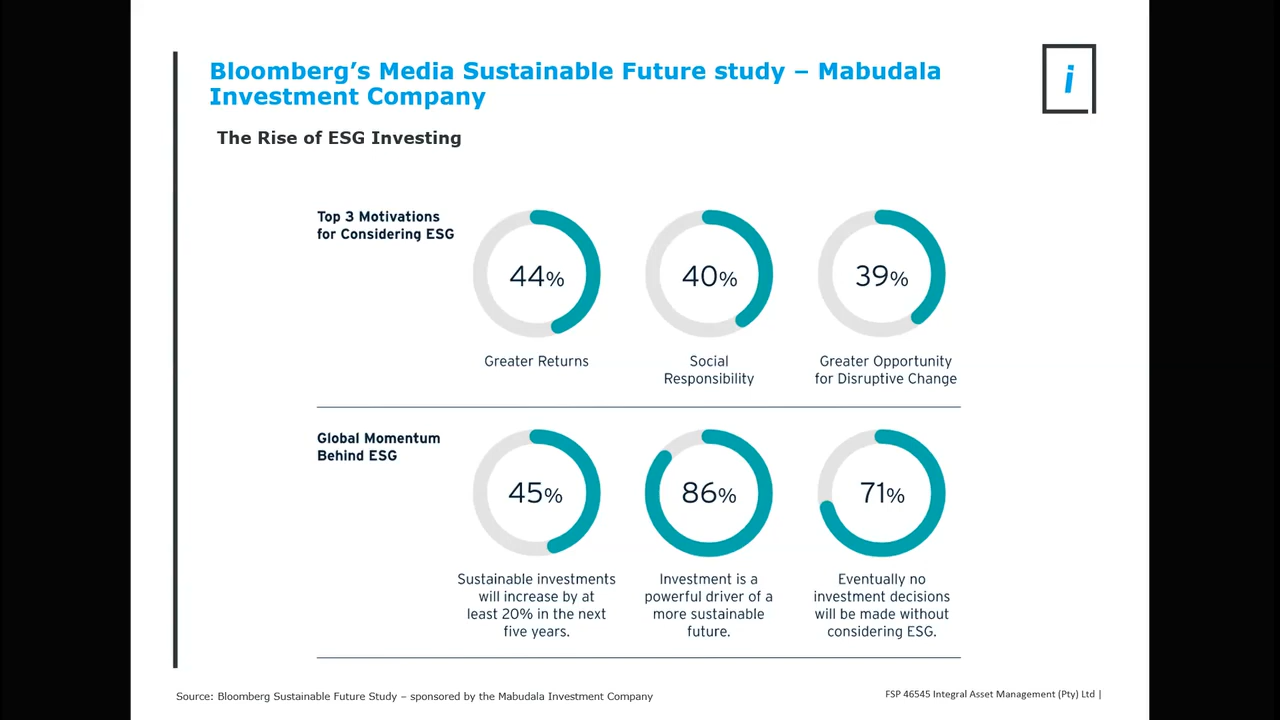 Bloomberg's Media Sustainable Future study – Mabudala
Investment Company
i
The Rise of ESG Investing
Top 3 Motivations
for Considering ESG
44%
40%
39%
Greater Returns
Social
Responsibility
Greater Opportunity
for Disruptive Change
Global Momentum
Behind ESG
45%
86%
71%
Sustainable investments
will increase by at
least 20% in the next
five years.
Investment is a
powerful driver of a
more sustainable
future.
Eventually no
investment decisions
will be made without
considering ESG.
Source: Bloomberg Sustainable Future Study – sponsored by the Mabudala Investment Company
FSP 46545 Integral Asset Management (Pty) Ltd |